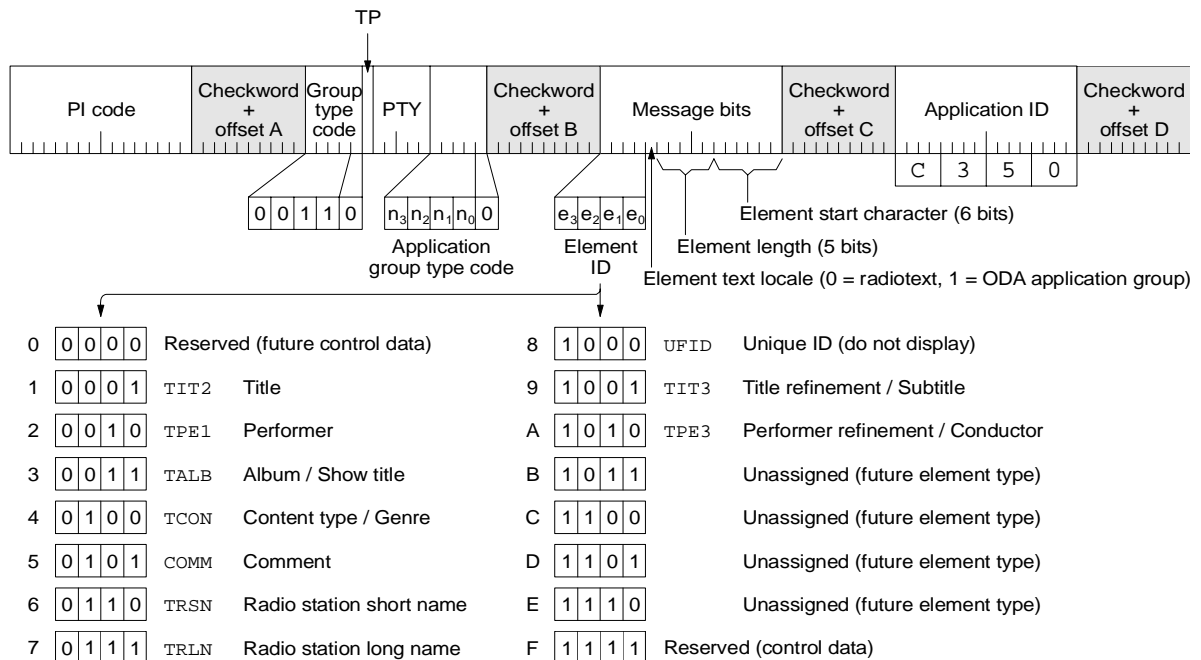 TP
PI code
Checkword + offset A
Group type code
PTY
Checkword + offset B
Message bits
Checkword + offset C
Application ID
Checkword + offset D
C 3 5 0
0 0 1 1 0
n3 n2 n1 n0 0
e3 e2 e1 e0
Application group type code
Element ID
Element start character (6 bits)
Element length (5 bits)
Element text locale (0 = radiotext, 1 = ODA application group)
0 0 0 0 0 Reserved (future control data)
1 0 0 0 1 TIT2 Title
2 0 0 1 0 TPE1 Performer
3 0 0 1 1 TALB Album / Show title
4 0 1 0 0 TCON Content type / Genre
5 0 1 0 1 COMM Comment
6 0 1 1 0 TRSN Radio station short name
7 0 1 1 1 TRLN Radio station long name
8 1 0 0 0 UFID Unique ID (do not display)
9 1 0 0 1 TIT3 Title refinement / Subtitle
A 1 0 1 0 TPE3 Performer refinement / Conductor
B 1 0 1 1 Unassigned (future element type)
C 1 1 0 0 Unassigned (future element type)
D 1 1 0 1 Unassigned (future element type)
E 1 1 1 0 Unassigned (future element type)
F 1 1 1 1 Reserved (control data)